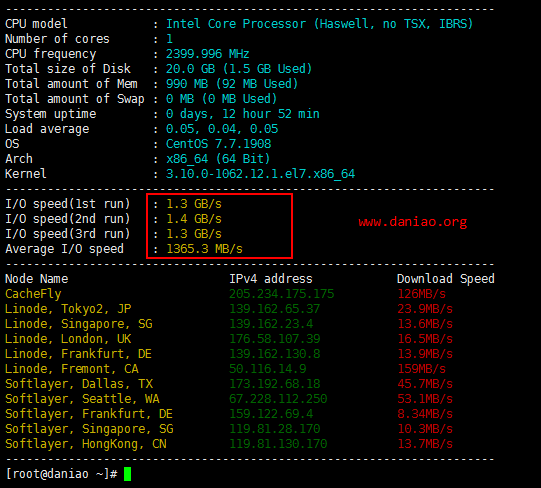 ----------------------------------------------------------------------
CPU model            : Intel Core Processor (Haswell, no TSX, IBRS)
Number of cores      : 1
CPU frequency        : 2399.996 MHz
Total size of Disk   : 20.0 GB (1.5 GB Used)
Total amount of Mem  : 990 MB (92 MB Used)
Total amount of Swap : 0 MB (0 MB Used)
System uptime        : 0 days, 12 hour 52 min
Load average         : 0.05, 0.04, 0.05
OS                   : CentOS 7.7.1908
Arch                 : x86_64 (64 Bit)
Kernel               : 3.10.0-1062.12.1.el7.x86_64
----------------------------------------------------------------------
I/O speed(1st run)   : 1.3 GB/s
I/O speed(2nd run)   : 1.4 GB/s
www.daniao.org
I/O speed(3rd run)   : 1.3 GB/s
Average I/O speed    : 1365.3 MB/s
----------------------------------------------------------------------
Node Name                       IPv4 address            Download Speed
CacheFly                        205.234.175.175         126MB/s
Linode, Tokyo2, JP              139.162.65.37           23.9MB/s
Linode, Singapore, SG           139.162.23.4            13.6MB/s
Linode, London, UK              176.58.107.39           16.5MB/s
Linode, Frankfurt, DE           139.162.130.8           13.9MB/s
Linode, Fremont, CA             50.116.14.9             159MB/s
Softlayer, Dallas, TX           173.192.68.18           45.7MB/s
Softlayer, Seattle, WA          67.228.112.250          53.1MB/s
Softlayer, Frankfurt, DE        159.122.69.4            8.34MB/s
Softlayer, Singapore, SG        119.81.28.170           10.3MB/s
Softlayer, HongKong, CN         119.81.130.170          13.7MB/s
----------------------------------------------------------------------
[root@daniao ~]#